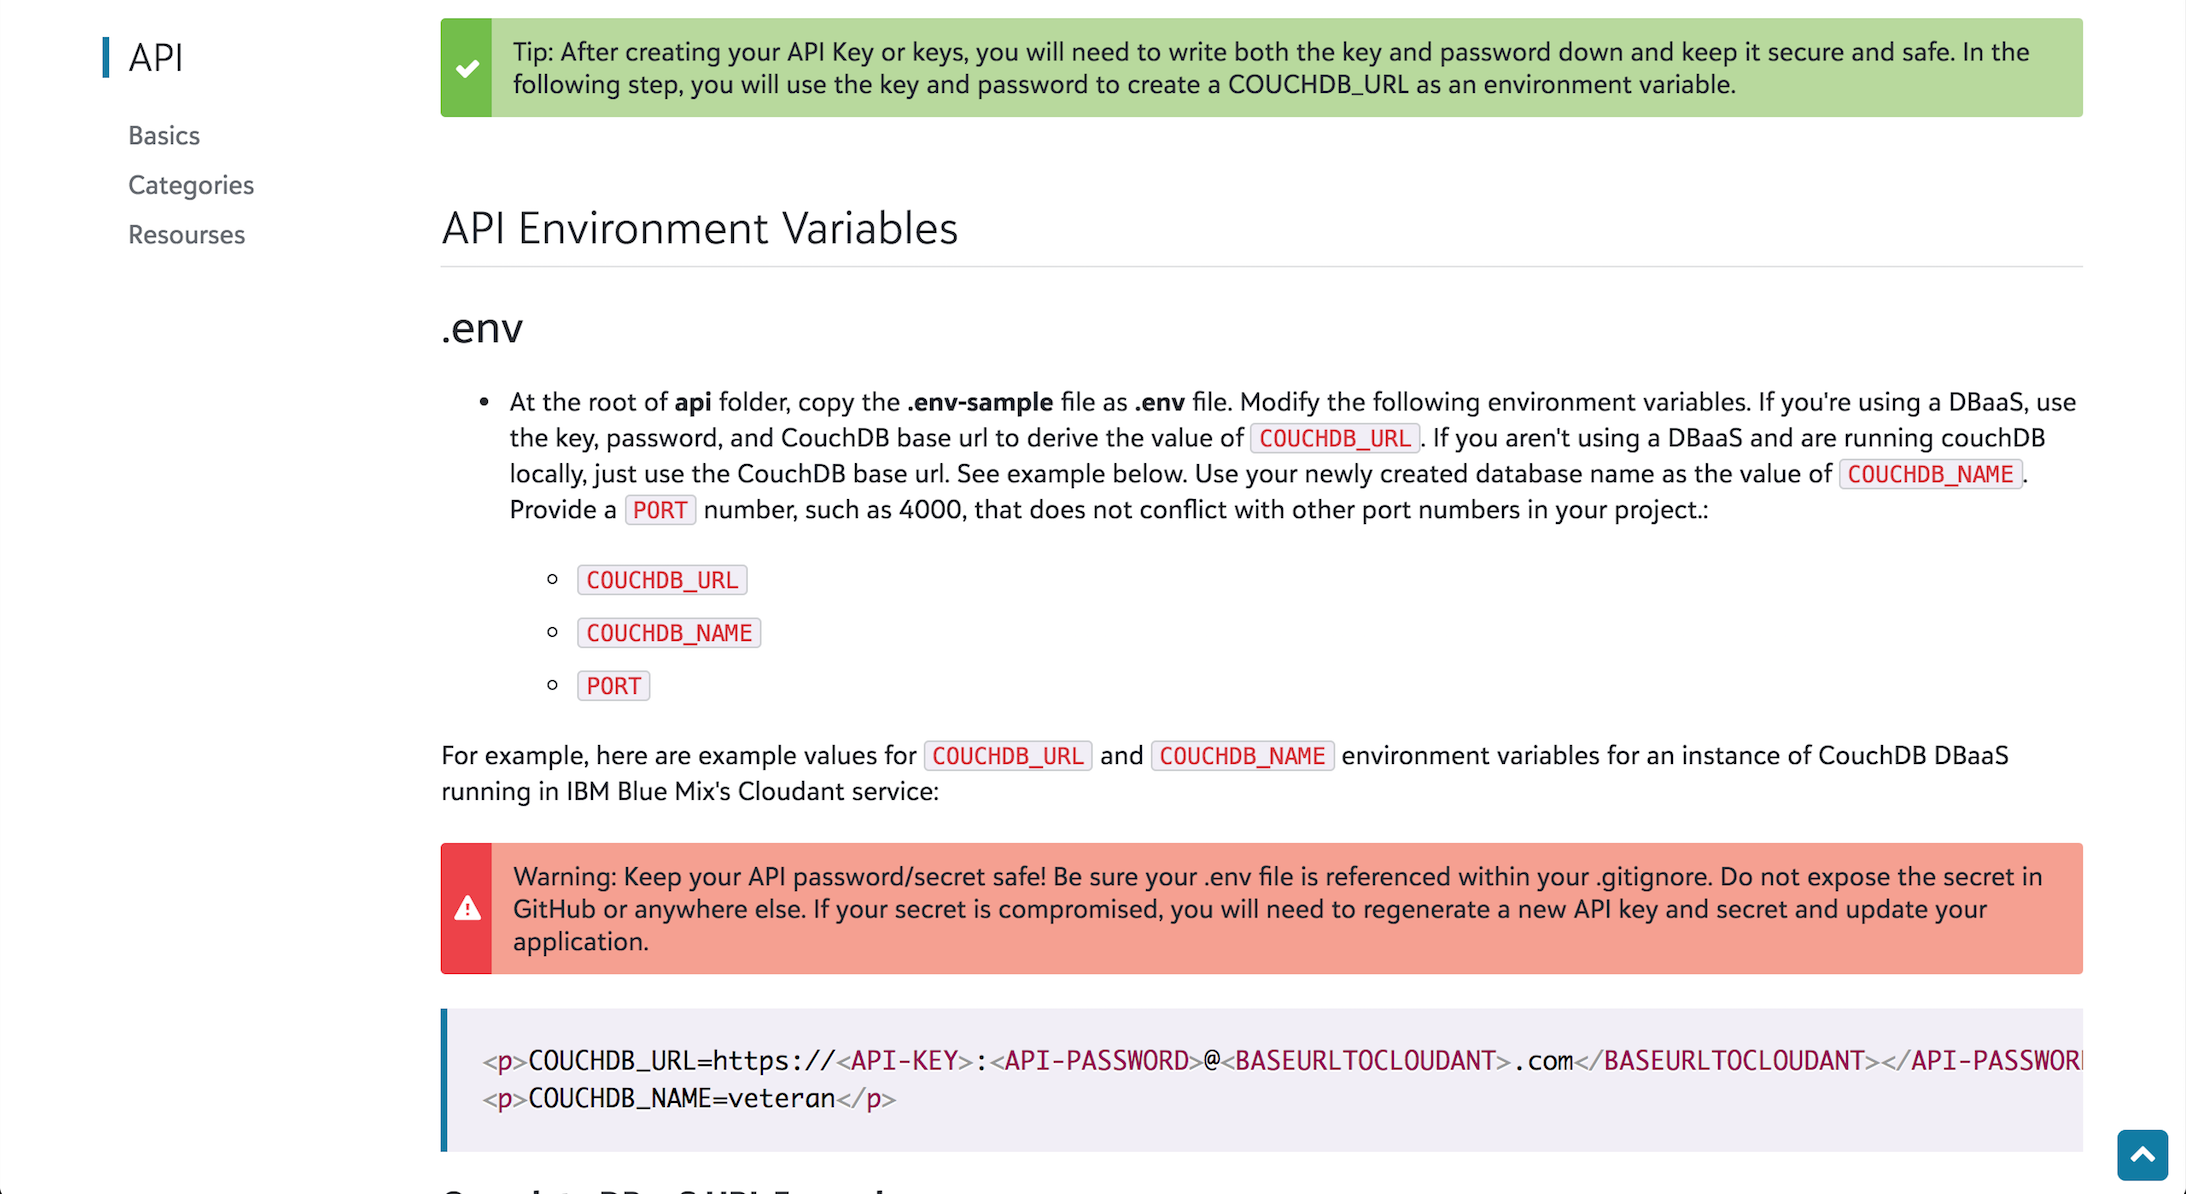 API
Basics
Categories
Resourses
Tip: After creating your API Key or keys, you will need to write both the key and password down and keep it secure and safe. In the
following step, you will use the key and password to create a COUCHDB_URL as an environment variable.
API Environment Variables
.env
• At the root of api folder, copy the .env-sample file as .env file. Modify the following environment variables. If you're using a DBaaS, use
the key, password, and CouchDB base url to derive the value of COUCHDB_URL. If you aren't using a DBaaS and are running couchDB
locally, just use the CouchDB base url. See example below. Use your newly created database name as the value of COUCHDB_NAME.
Provide a PORT number, such as 4000, that does not conflict with other port numbers in your project.:
COUCHDB_URL
COUCHDB_NAME
PORT
For example, here are example values for COUCHDB_URL and COUCHDB_NAME environment variables for an instance of CouchDB DBaaS
running in IBM Blue Mix's Cloudant service:
Warning: Keep your API password/secret safe! Be sure your .env file is referenced within your .gitignore. Do not expose the secret in
GitHub or anywhere else. If your secret is compromised, you will need to regenerate a new API key and secret and update your
application.
<p>COUCHDB_URL=https://<API-KEY>:<API-PASSWORD>@<BASEURLTOCLOUDANT>.com</BASEURLTOCLOUDANT></API-PASSWOR
<p>COUCHDB_NAME=veteran</p>